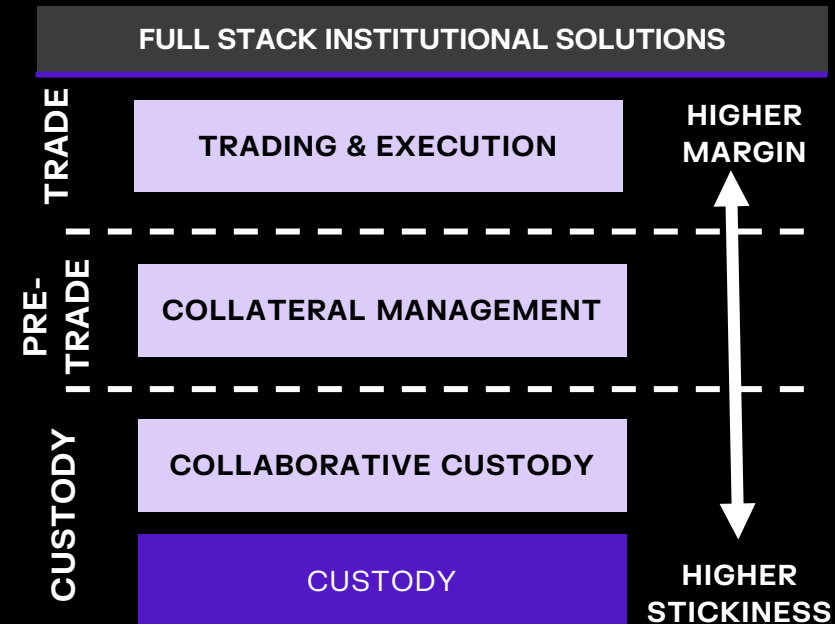 FULL STACK INSTITUTIONAL SOLUTIONS
TRADE
TRADING & EXECUTION
HIGHER
MARGIN
PRE-
TRADE
COLLATERAL MANAGEMENT
CUSTODY
COLLABORATIVE CUSTODY
CUSTODY
HIGHER
STICKINESS